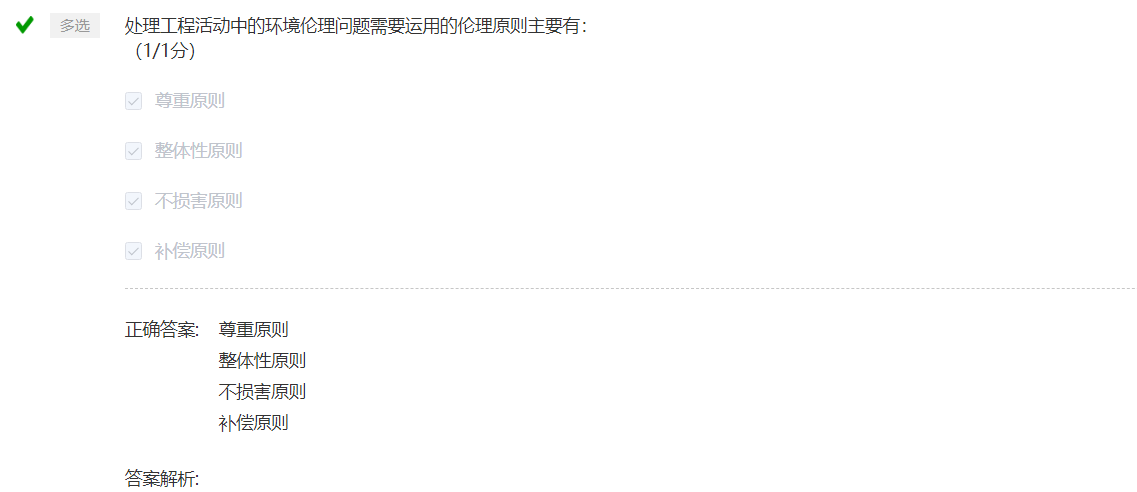 多选 处理工程活动中的环境伦理问题需要运用的伦理原则主要有：
（1/1分）
尊重原则
整体性原则
不损害原则
补偿原则
正确答案: 尊重原则
整体性原则
不损害原则
补偿原则
答案解析: